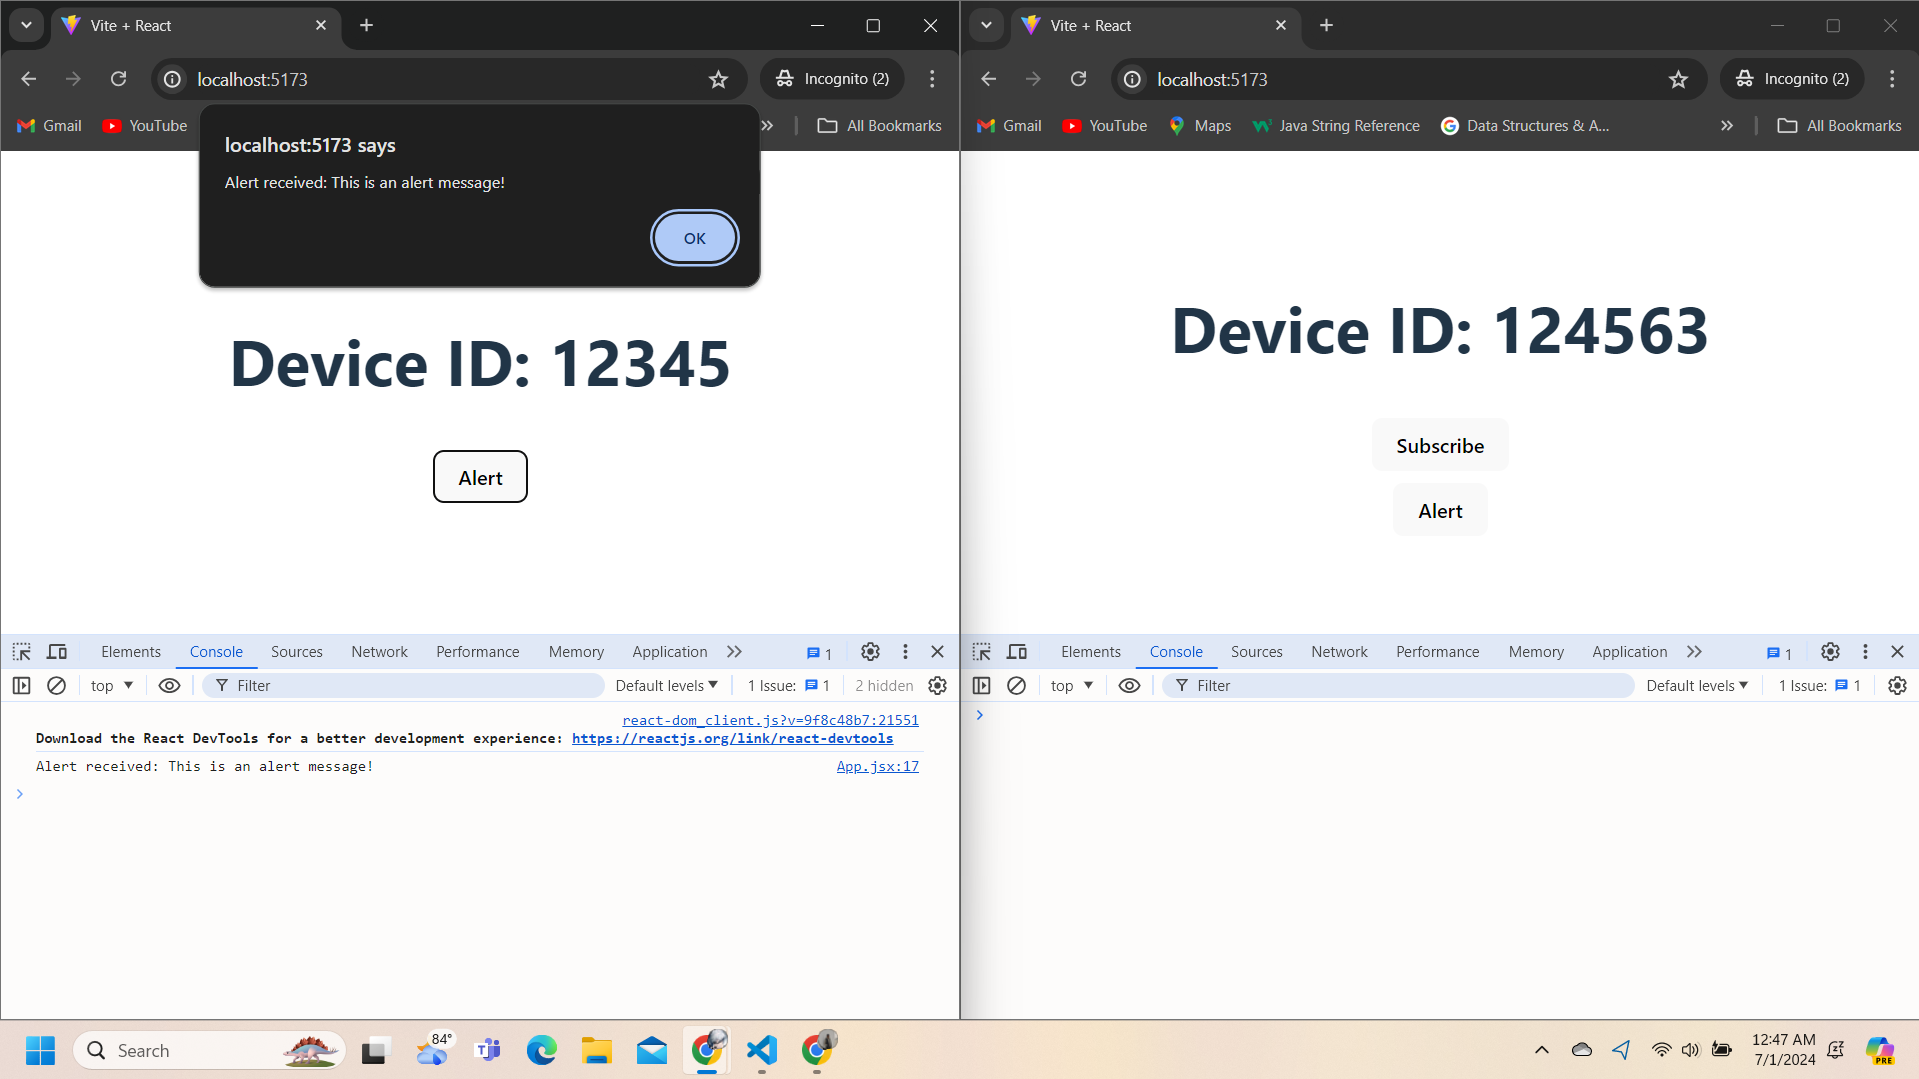 Vite + React
localhost:5173
Incognito (2)
Gmail
YouTube
All Bookmarks
localhost:5173 says
Alert received: This is an alert message!
OK
Device ID: 12345
Alert
Elements
Console
Sources
Network
Performance
Memory
Application
1
top
Filter
Default levels
1 Issue:
1
2 hidden
react-dom_client.js?v=9f8c48b7:21551
Download the React DevTools for a better development experience: https://reactjs.org/link/react-devtools
Alert received: This is an alert message!
App.jsx:17
Vite + React
localhost:5173
Incognito (2)
Gmail
YouTube
Maps
Java String Reference
Data Structures & A...
All Bookmarks
Device ID: 124563
Subscribe
Alert
Elements
Console
Sources
Network
Performance
Memory
Application
1
top
Filter
Default levels
1 Issue:
1
Search
84°
12:47 AM
7/1/2024
PRE